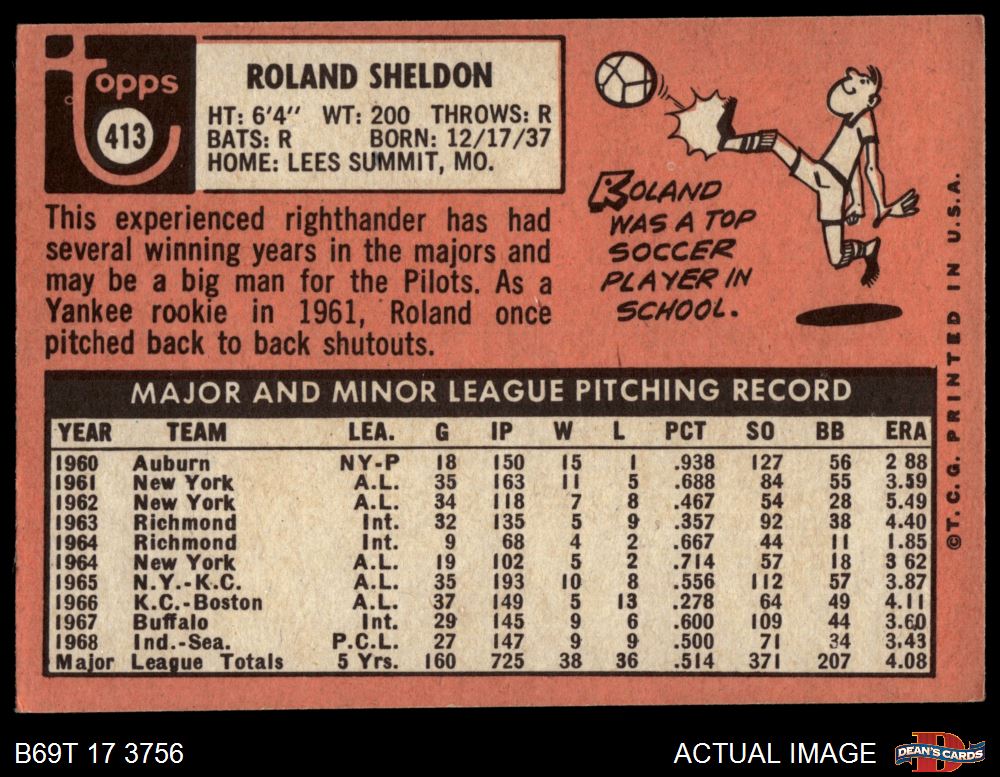 topps
413
ROLAND SHELDON
HT: 6'4" WT: 200 THROWS: R
BATS: R BORN: 12/17/37
HOME: LEES SUMMIT, MO.
This experienced righthander has had
several winning years in the majors and
may be a big man for the Pilots. As a
Yankee rookie in 1961, Roland once
pitched back to back shutouts.
ROLAND
WAS A TOP
SOCCER
PLAYER IN
SCHOOL.
©T.C.G. PRINTED IN U.S.A.
MAJOR AND MINOR LEAGUE PITCHING RECORD
YEAR TEAM LEA. G IP W L PCT SO BB ERA
1960 Auburn NY-P 18 150 15 1 .938 127 56 2 88
1961 New York A.L. 35 163 11 5 .688 84 55 3.59
1962 New York A.L. 34 118 7 8 .467 54 28 5.49
1963 Richmond Int. 32 135 5 9 .357 92 38 4.40
1964 Richmond Int. 9 68 4 2 .667 44 11 1.85
1964 New York A.L. 19 102 5 2 .714 57 18 3 62
1965 N.Y.-K.C. A.L. 35 193 10 8 .556 112 57 3.87
1966 K.C.-Boston A.L. 37 149 5 13 .278 64 49 4.11
1967 Buffalo Int. 29 145 9 6 .600 109 44 3.60
1968 Ind.-Sea. P.C.L. 27 147 9 9 .500 71 34 3.43
Major League Totals 5 Yrs. 160 725 38 36 .514 371 207 4.08
B69T 17 3756
ACTUAL IMAGE
DEAN'S CARDS